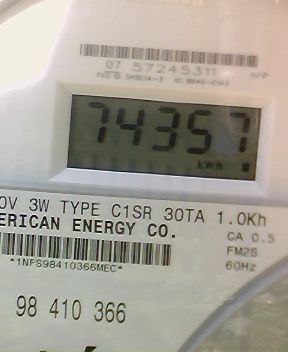 07 57245311
74357
kWh
0V 3W TYPE C1SR 30TA 1.0Kh
ERICAN ENERGY CO.
CA 0.5
FM2S
60Hz
*1NFS98410366MEC*
98 410 366